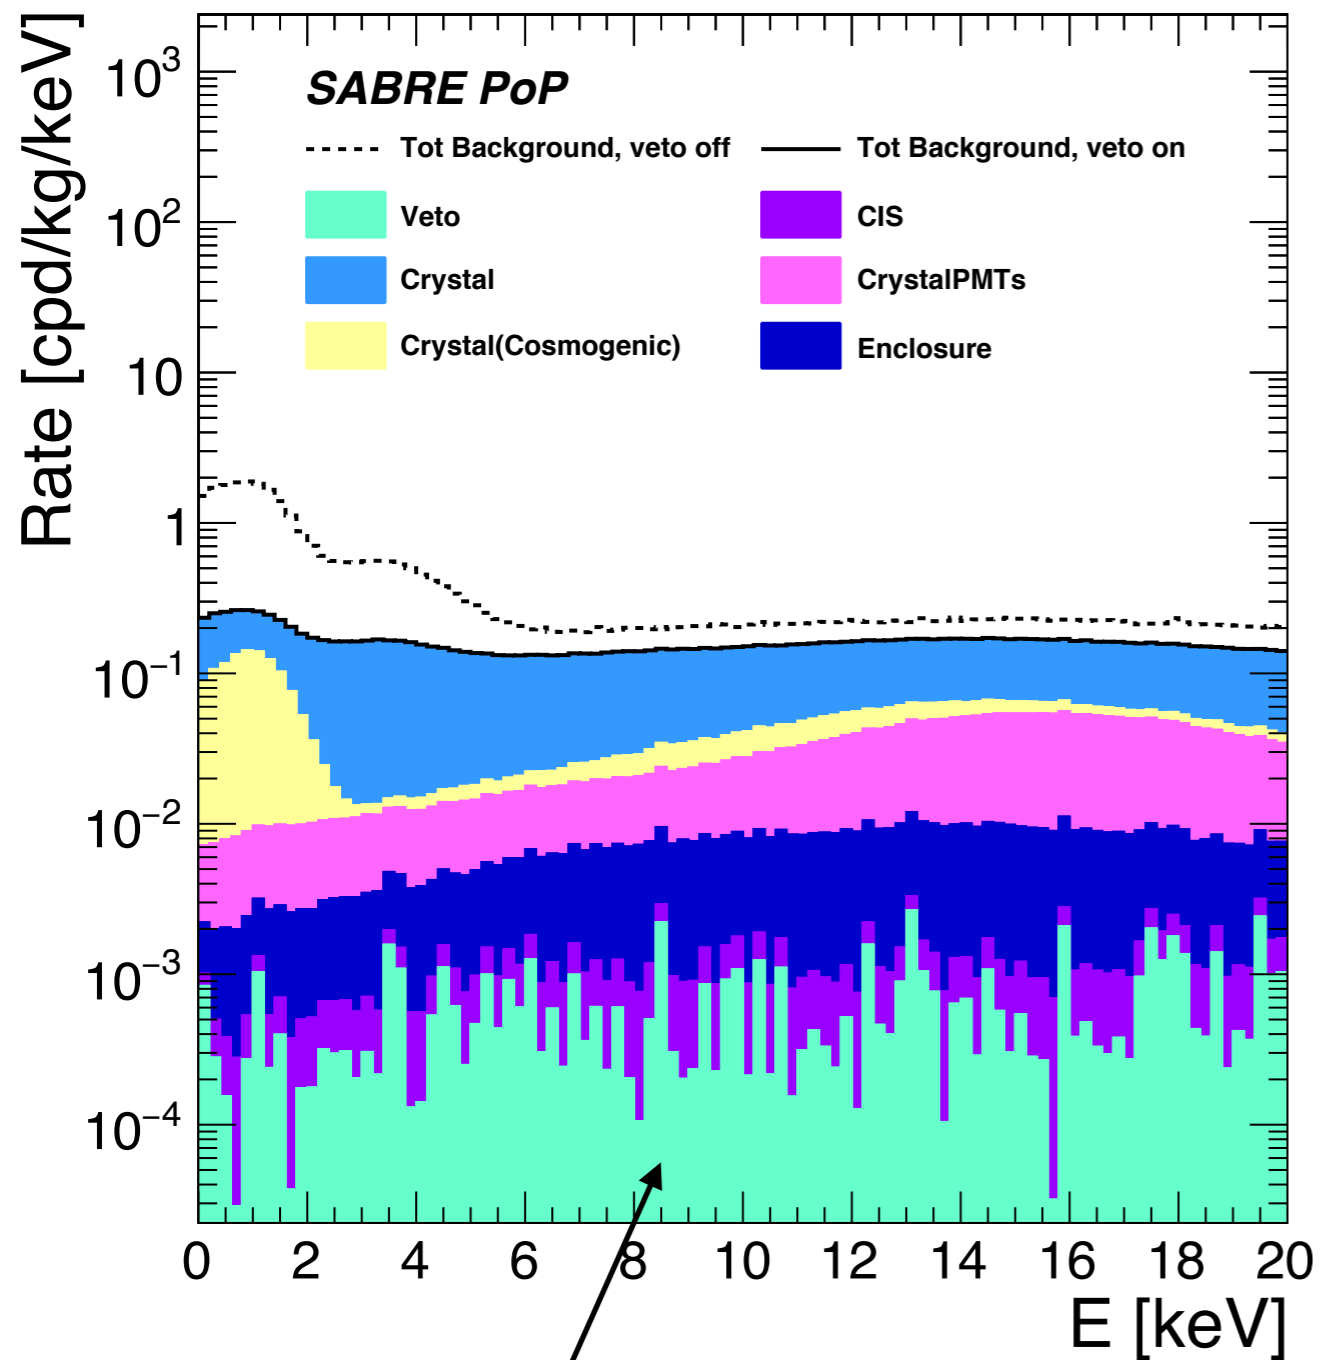 Rate [cpd/kg/keV]
10³
10²
10
1
10⁻¹
10⁻²
10⁻³
10⁻⁴
SABRE PoP
Tot Background, veto off
Tot Background, veto on
Veto
CIS
Crystal
CrystalPMTs
Crystal(Cosmogenic)
Enclosure
0 2 4 6 8 10 12 14 16 18 20
E [keV]